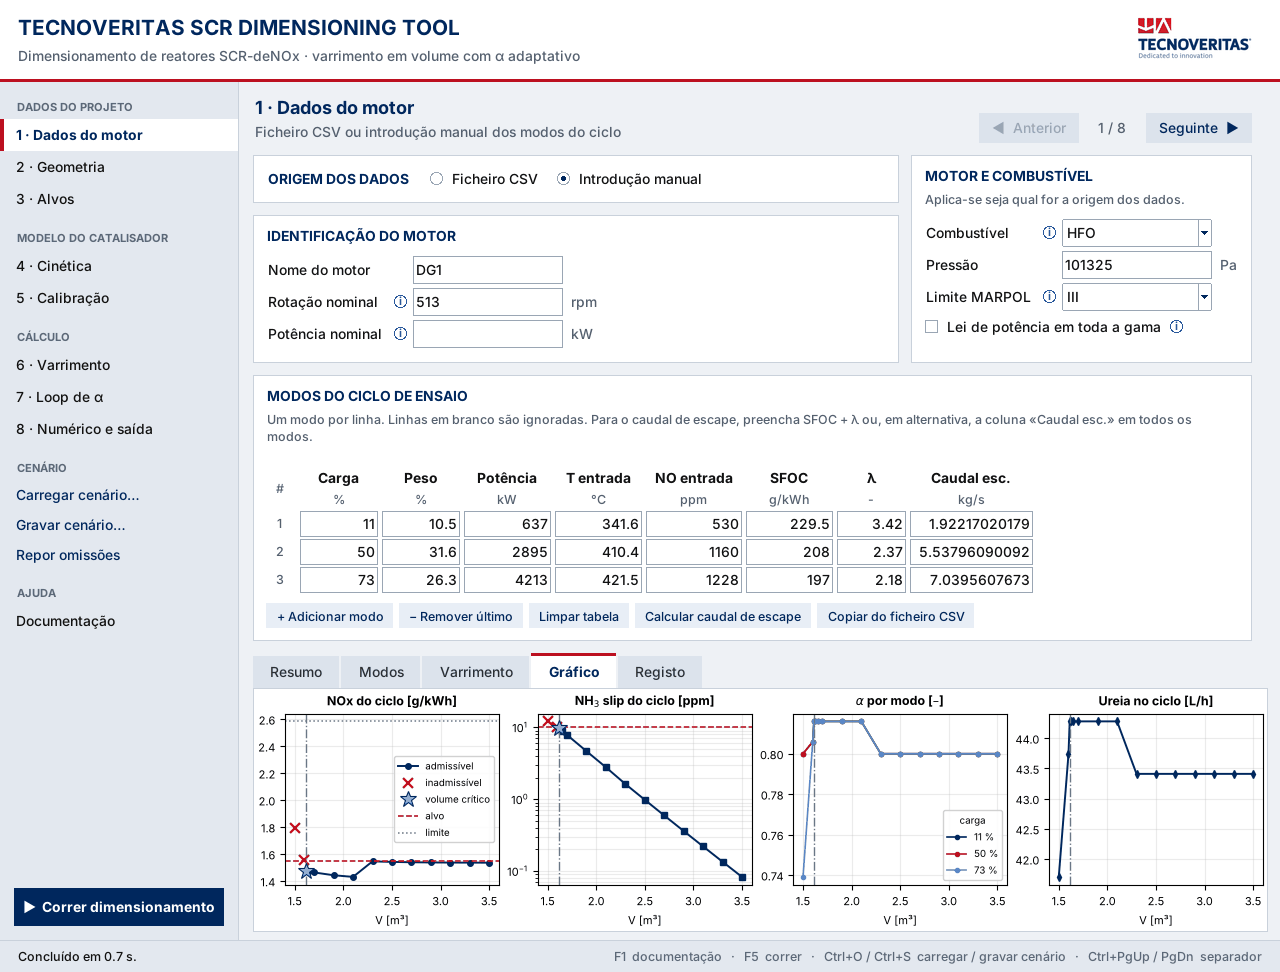 TECNOVERITAS SCR DIMENSIONING TOOL
Dimensionamento de reatores SCR-deNOx · varrimento em volume com α adaptativo
TECNOVERITAS
Dedicated to innovation
DADOS DO PROJETO
1 · Dados do motor
2 · Geometria
3 · Alvos
MODELO DO CATALISADOR
4 · Cinética
5 · Calibração
CÁLCULO
6 · Varrimento
7 · Loop de α
8 · Numérico e saída
CENÁRIO
Carregar cenário...
Gravar cenário...
Repor omissões
AJUDA
Documentação
▶ Correr dimensionamento
1 · Dados do motor
Ficheiro CSV ou introdução manual dos modos do ciclo
◀ Anterior 1 / 8 Seguinte ▶
ORIGEM DOS DADOS Ficheiro CSV Introdução manual
IDENTIFICAÇÃO DO MOTOR
Nome do motor DG1
Rotação nominal ⓘ 513 rpm
Potência nominal ⓘ kW
MOTOR E COMBUSTÍVEL
Aplica-se seja qual for a origem dos dados.
Combustível ⓘ HFO
Pressão 101325 Pa
Limite MARPOL ⓘ III
Lei de potência em toda a gama ⓘ
MODOS DO CICLO DE ENSAIO
Um modo por linha. Linhas em branco são ignoradas. Para o caudal de escape, preencha SFOC + λ ou, em alternativa, a coluna «Caudal esc.» em todos os
modos.
# Carga Peso Potência T entrada NO entrada SFOC λ Caudal esc.
% % kW °C ppm g/kWh - kg/s
1 11 10.5 637 341.6 530 229.5 3.42 1.92217020179
2 50 31.6 2895 410.4 1160 208 2.37 5.53796090092
3 73 26.3 4213 421.5 1228 197 2.18 7.0395607673
+ Adicionar modo – Remover último Limpar tabela Calcular caudal de escape Copiar do ficheiro CSV
Resumo Modos Varrimento Gráfico Registo
NOx do ciclo [g/kWh]
2.6
2.4
2.2
2.0
1.8
1.6
1.4
admissível
inadmissível
volume crítico
alvo
limite
1.5 2.0 2.5 3.0 3.5
V [m³]
NH₃ slip do ciclo [ppm]
10¹
10⁰
10⁻¹
1.5 2.0 2.5 3.0 3.5
V [m³]
α por modo [–]
0.80
0.78
0.76
0.74
carga
11 %
50 %
73 %
1.5 2.0 2.5 3.0 3.5
V [m³]
Ureia no ciclo [L/h]
44.0
43.5
43.0
42.5
42.0
1.5 2.0 2.5 3.0 3.5
V [m³]
Concluído em 0.7 s.
F1 documentação · F5 correr · Ctrl+O / Ctrl+S carregar / gravar cenário · Ctrl+PgUp / PgDn separador